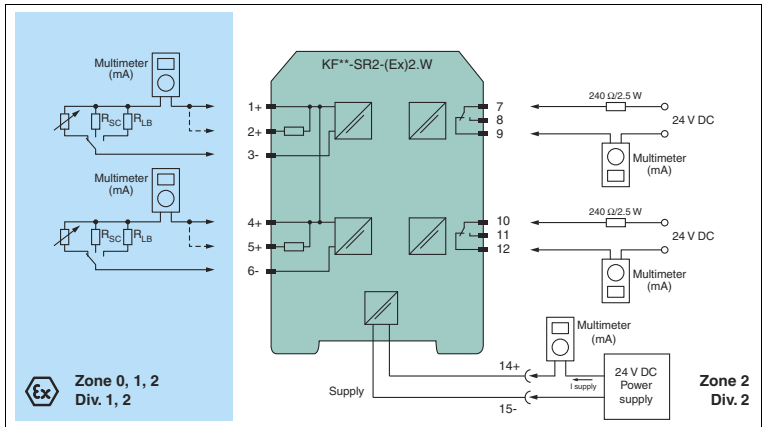 KF**-SR2-(Ex)2.W
Multimeter
(mA)
RSC
RLB
1+
2+
3-
Multimeter
(mA)
RSC
RLB
4+
5+
6-
7
8
9
240 Ω/2.5 W
24 V DC
Multimeter
(mA)
10
11
12
240 Ω/2.5 W
24 V DC
Multimeter
(mA)
Multimeter
(mA)
14+
I supply
24 V DC
Power
supply
Supply
15-
Ex
Zone 0, 1, 2
Div. 1, 2
Zone 2
Div. 2